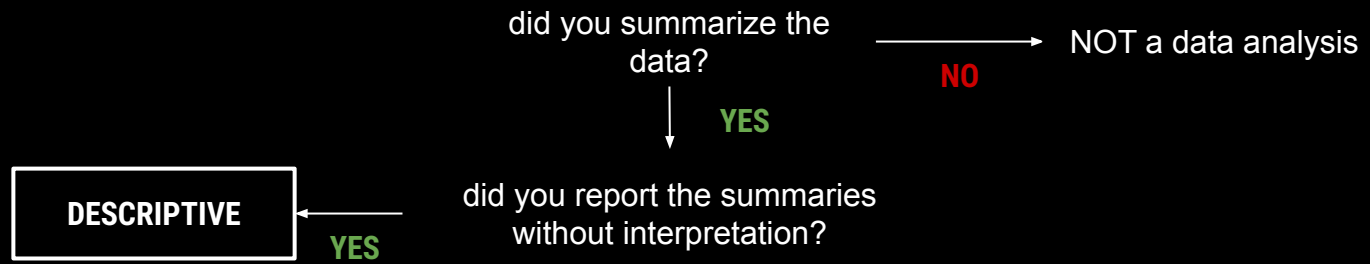 did you summarize the
data?
NOT a data analysis
NO
YES
did you report the summaries
without interpretation?
DESCRIPTIVE
YES